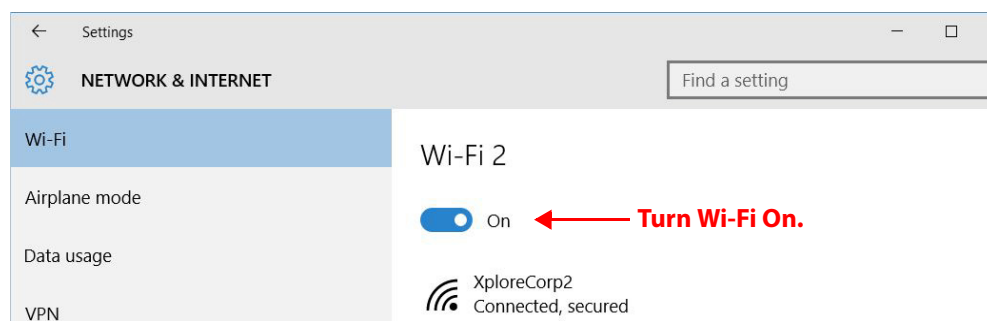 Settings
NETWORK & INTERNET
Find a setting
Wi-Fi
Airplane mode
Data usage
VPN
Wi-Fi 2
On
Turn Wi-Fi On.
XploreCorp2
Connected, secured